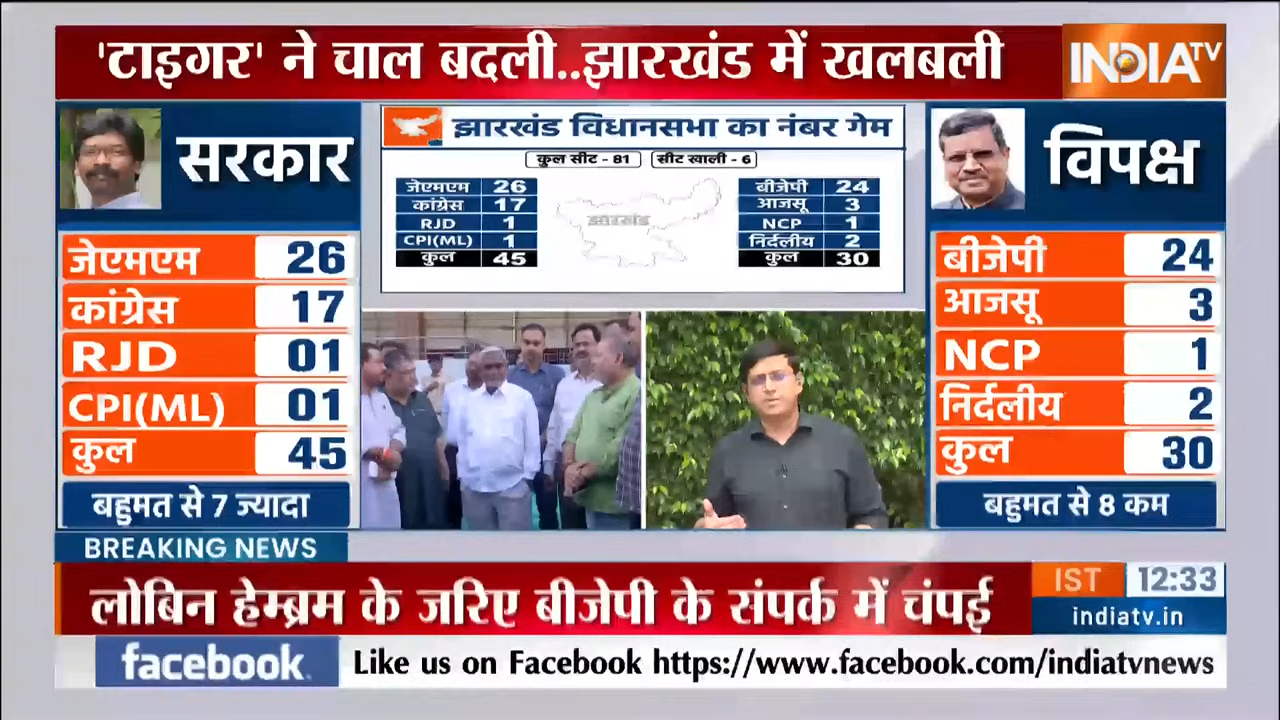 'टाइगर' ने चाल बदली..झारखंड में खलबली
INDIA TV
सरकार
जेएमएम 26
कांग्रेस 17
RJD 01
CPI(ML) 01
कुल 45
बहुमत से 7 ज्यादा
झारखंड विधानसभा का नंबर गेम
कुल सीट - 81 सीट खाली - 6
जेएमएम 26
कांग्रेस 17
RJD 1
CPI(ML) 1
कुल 45
झारखंड
बीजेपी 24
आजसू 3
NCP 1
निर्दलीय 2
कुल 30
विपक्ष
बीजेपी 24
आजसू 3
NCP 1
निर्दलीय 2
कुल 30
बहुमत से 8 कम
BREAKING NEWS
लोबिन हेम्ब्रम के जरिए बीजेपी के संपर्क में चंपई
IST 12:33
indiatv.in
facebook
Like us on Facebook https://www.facebook.com/indiatvnews